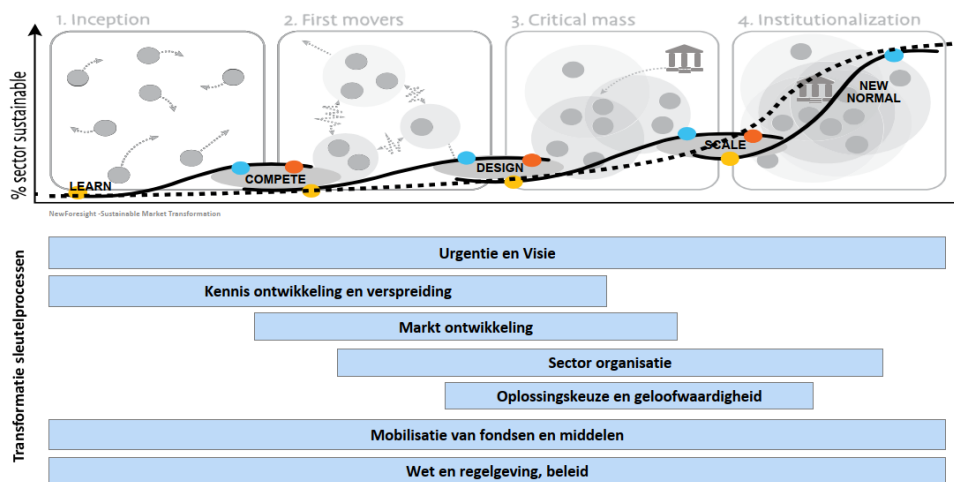 1. Inception
2. First movers
3. Critical mass
4. Institutionalization
% sector sustainable
LEARN
COMPETE
DESIGN
SCALE
NEW
NORMAL
NewForesight -Sustainable Market Transformation
Transformatie sleutelprocessen
Urgentie en Visie
Kennis ontwikkeling en verspreiding
Markt ontwikkeling
Sector organisatie
Oplossingskeuze en geloofwaardigheid
Mobilisatie van fondsen en middelen
Wet en regelgeving, beleid